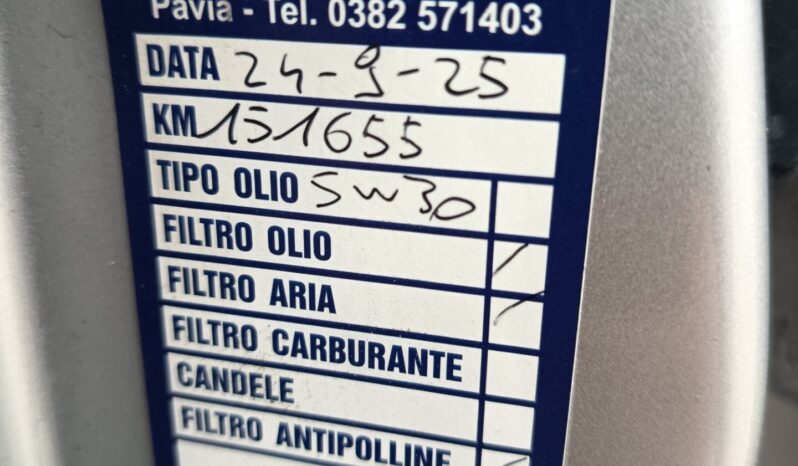 Pavia - Tel. 0382 571403
DATA 24-9-25
KM 151655
TIPO OLIO 5W30
FILTRO OLIO /
FILTRO ARIA /
FILTRO CARBURANTE
CANDELE
FILTRO ANTIPOLLINE /